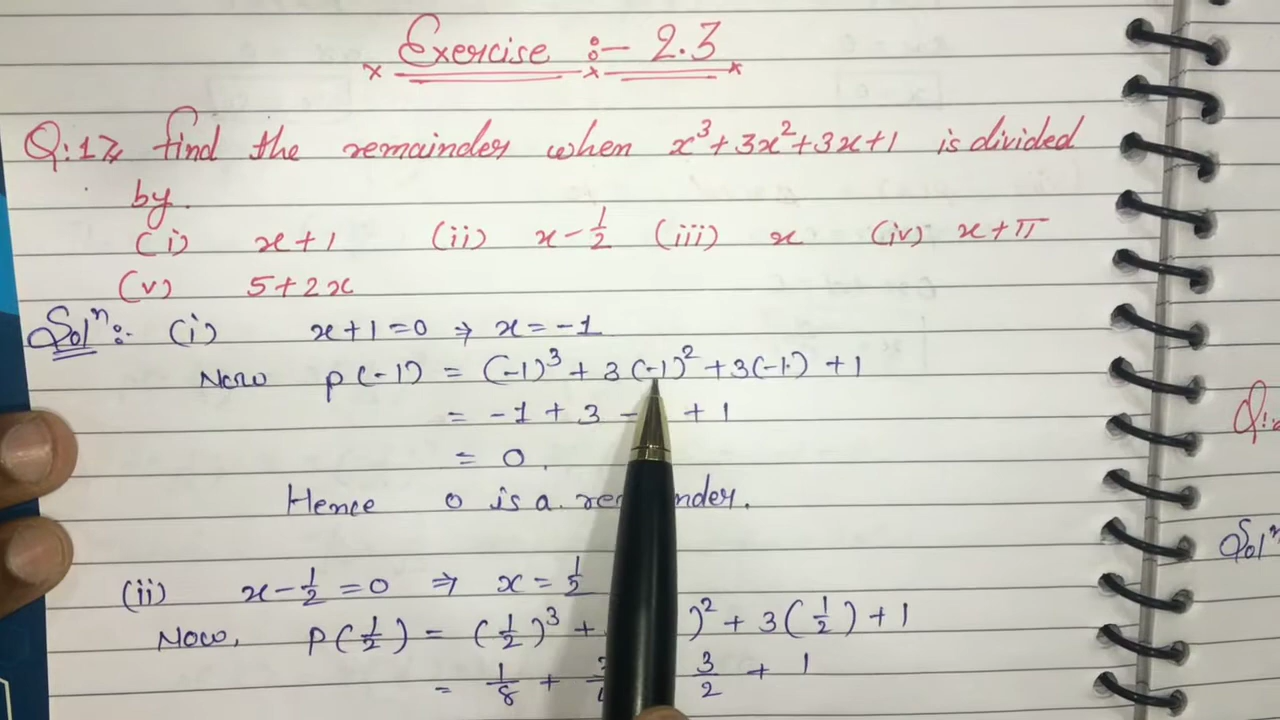 Exercise :- 2.3
Q:1> find the remainder when x³+3x²+3x+1 is divided
by.
(i) x+1 (ii) x-1/2 (iii) x (iv) x+π
(v) 5+2x
Solⁿ:- (i) x+1=0 ⇒ x=-1
Now p(-1) = (-1)³+3(-1)²+3(-1)+1
= -1+3- +1
= 0.
Hence 0 is a remainder.
(ii) x-1/2=0 ⇒ x=1/2
Now, P(1/2) = (1/2)³+ )²+3(1/2)+1
= 1/8 + 3/2 + 1
Q:
Solⁿ